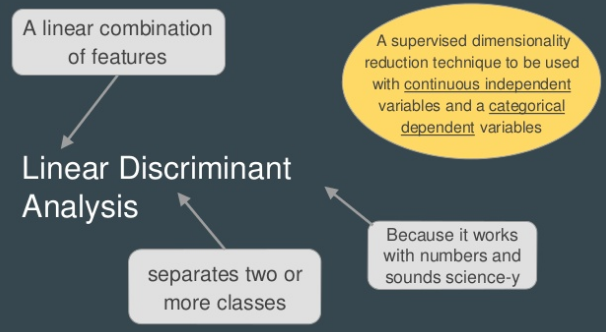 A linear combination
of features
A supervised dimensionality
reduction technique to be used
with continuous independent
variables and a categorical
dependent variables
Linear Discriminant
Analysis
Because it works
with numbers and
sounds science-y
separates two or
more classes